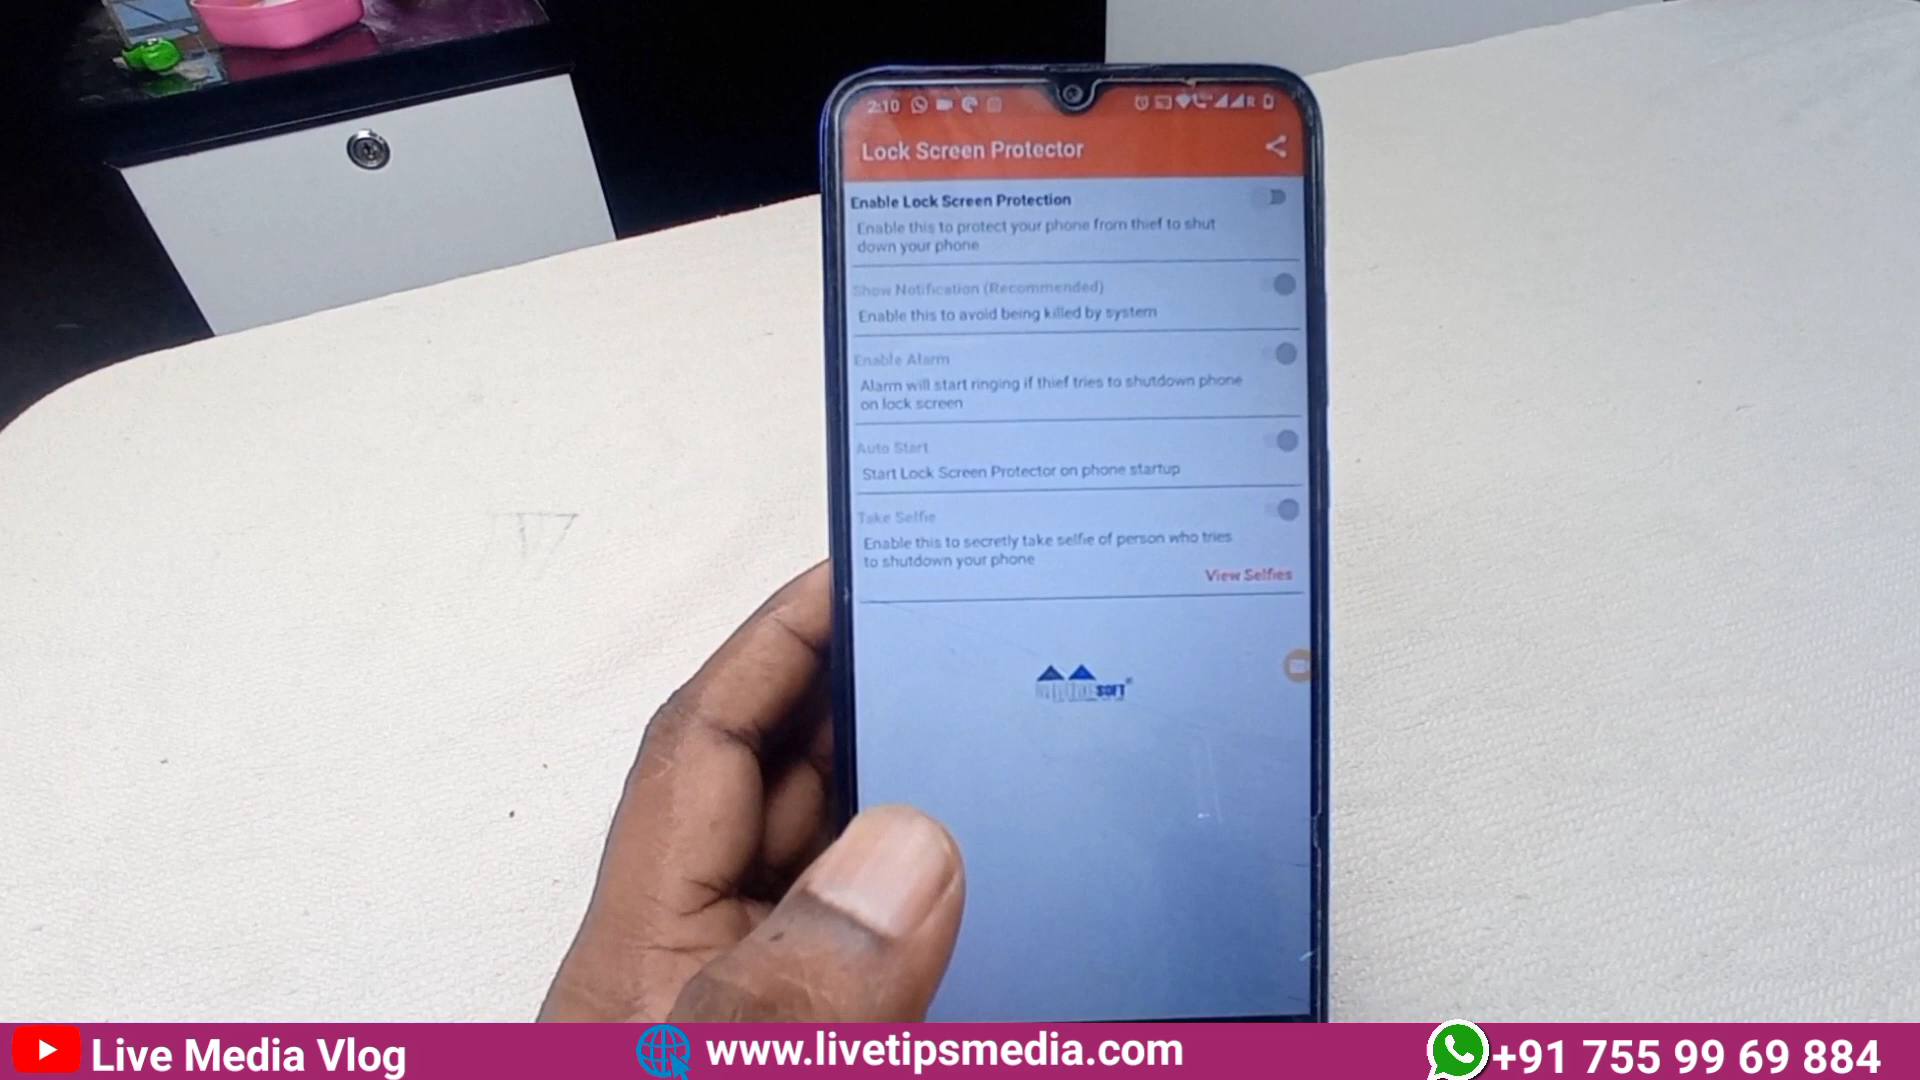 2:10
Lock Screen Protector
Enable Lock Screen Protection
Enable this to protect your phone from thief to shut
down your phone
Show Notification (Recommended)
Enable this to avoid being killed by system
Enable Alarm
Alarm will start ringing if thief tries to shutdown phone
on lock screen
Auto Start
Start Lock Screen Protector on phone startup
Take Selfie
Enable this to secretly take selfie of person who tries
to shutdown your phone
View Selfies
SOFT
Live Media Vlog
www.livetipsmedia.com
+91 755 99 69 884